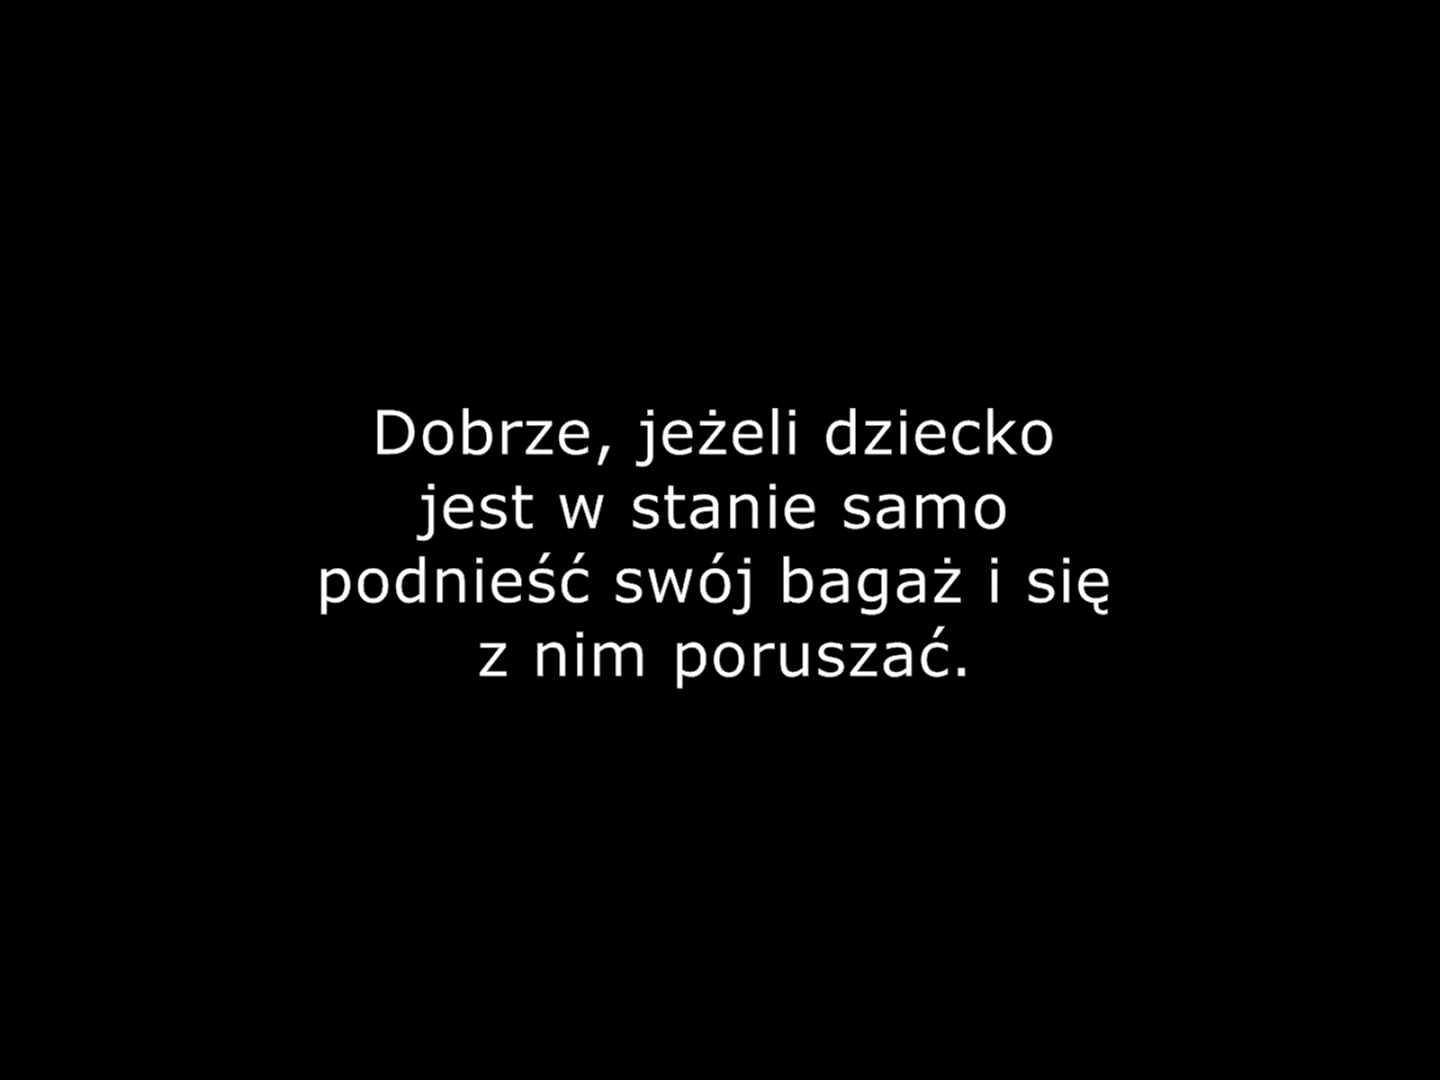 Dobrze, jeżeli dziecko
jest w stanie samo
podnieść swój bagaż i się
z nim poruszać.